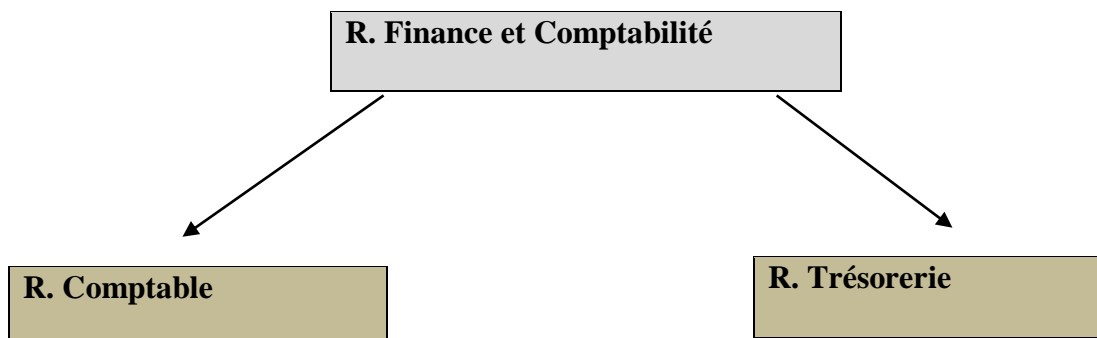 R. Finance et Comptabilité
R. Comptable
R. Trésorerie